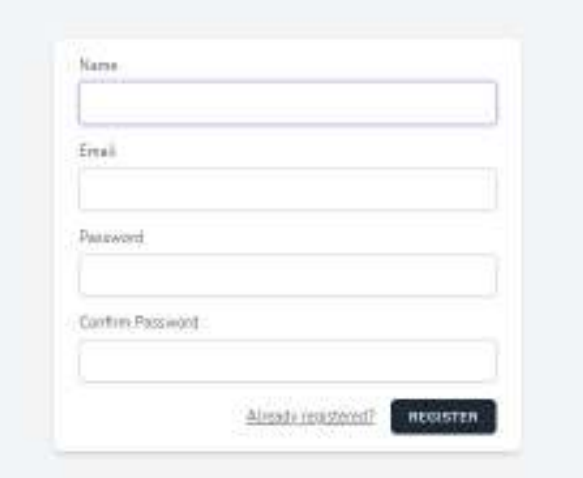 Name
Email
Password
Confirm Password
Already registered? REGISTER